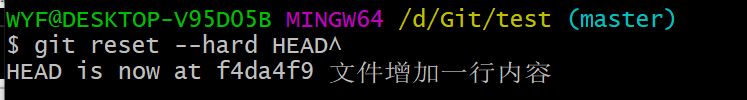 WYF@DESKTOP-V95D05B MINGW64 /d/Git/test (master)
$ git reset --hard HEAD^
HEAD is now at f4da4f9 文件增加一行内容